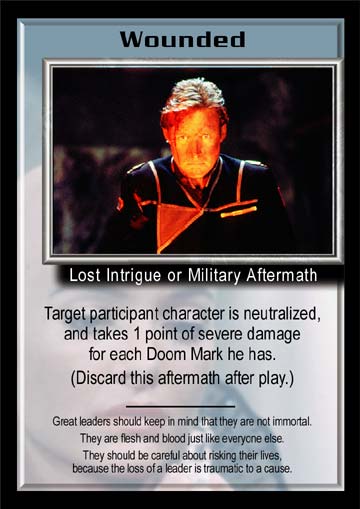 Wounded
Lost Intrigue or Military Aftermath
Target participant character is neutralized,
and takes 1 point of severe damage
for each Doom Mark he has.
(Discard this aftermath after play.)
Great leaders should keep in mind that they are not immortal.
They are flesh and blood just like everyone else.
They should be careful about risking their lives,
because the loss of a leader is traumatic to a cause.